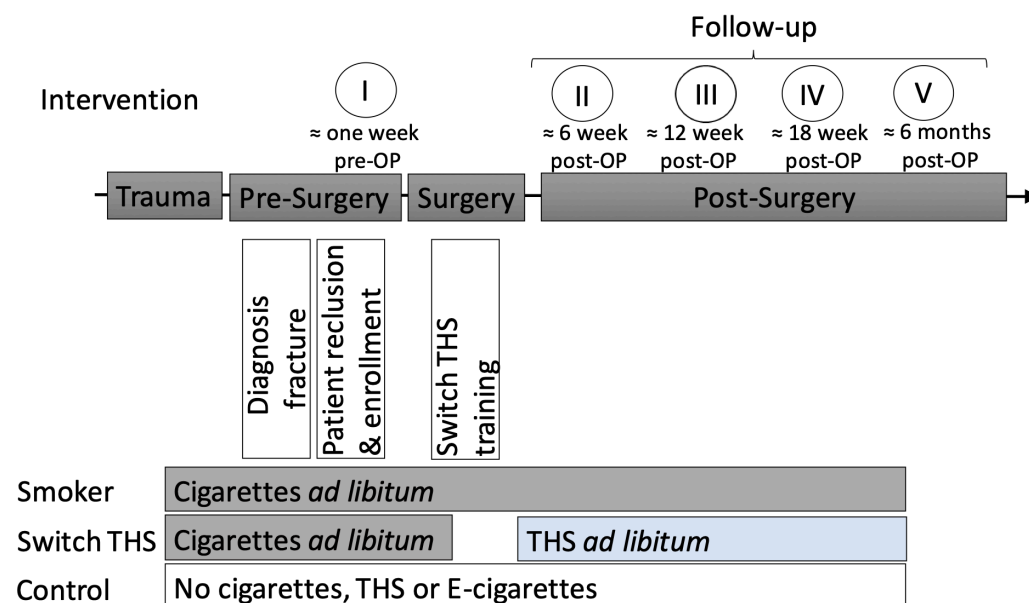 Follow-up
Intervention
I
II
III
IV
V
≈ one week
pre-OP
≈ 6 week
post-OP
≈ 12 week
post-OP
≈ 18 week
post-OP
≈ 6 months
post-OP
Trauma
Pre-Surgery
Surgery
Post-Surgery
Diagnosis
fracture
Patient reclusion
& enrollment
Switch THS
training
Smoker
Cigarettes ad libitum
Switch THS
Cigarettes ad libitum
THS ad libitum
Control
No cigarettes, THS or E-cigarettes